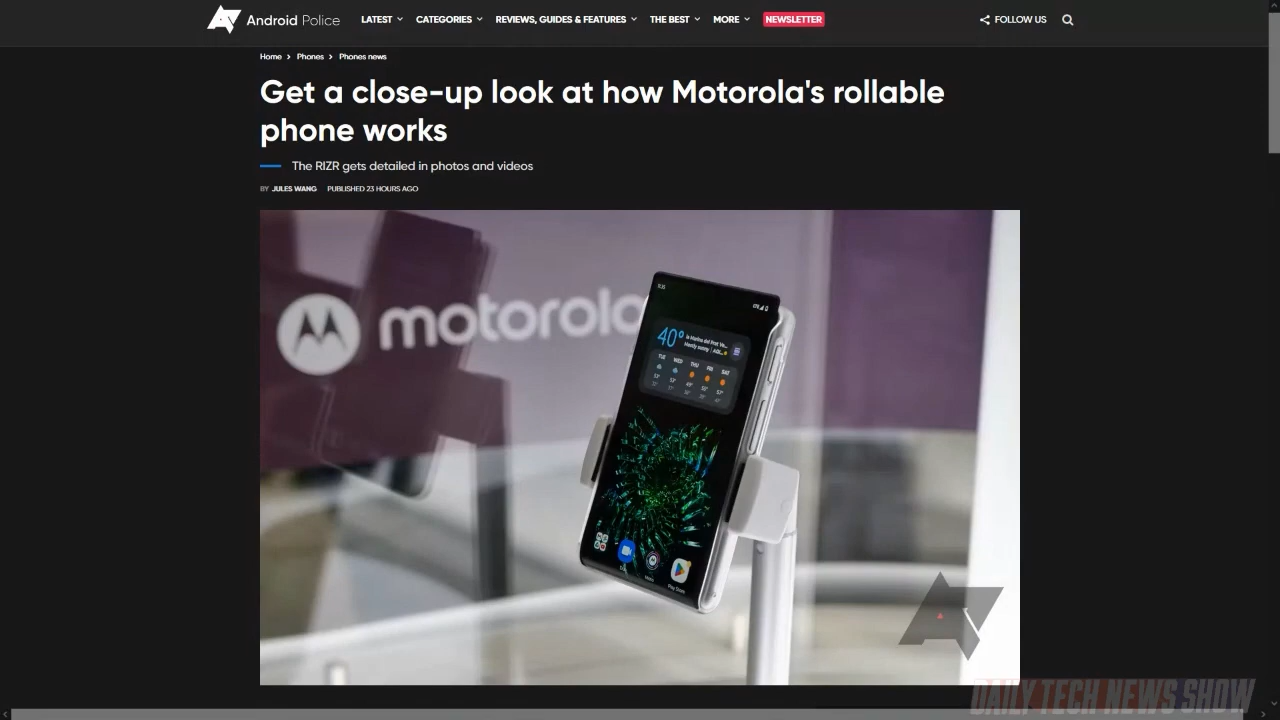 Android Police
LATEST
CATEGORIES
REVIEWS, GUIDES & FEATURES
THE BEST
MORE
NEWSLETTER
FOLLOW US
Home > Phones > Phones news
Get a close-up look at how Motorola's rollable
phone works
The RIZR gets detailed in photos and videos
BY JULES WANG PUBLISHED 23 HOURS AGO
motorola
40°
TUE WED THU FRI SAT
Play Store
DAILY TECH NEWS SHOW